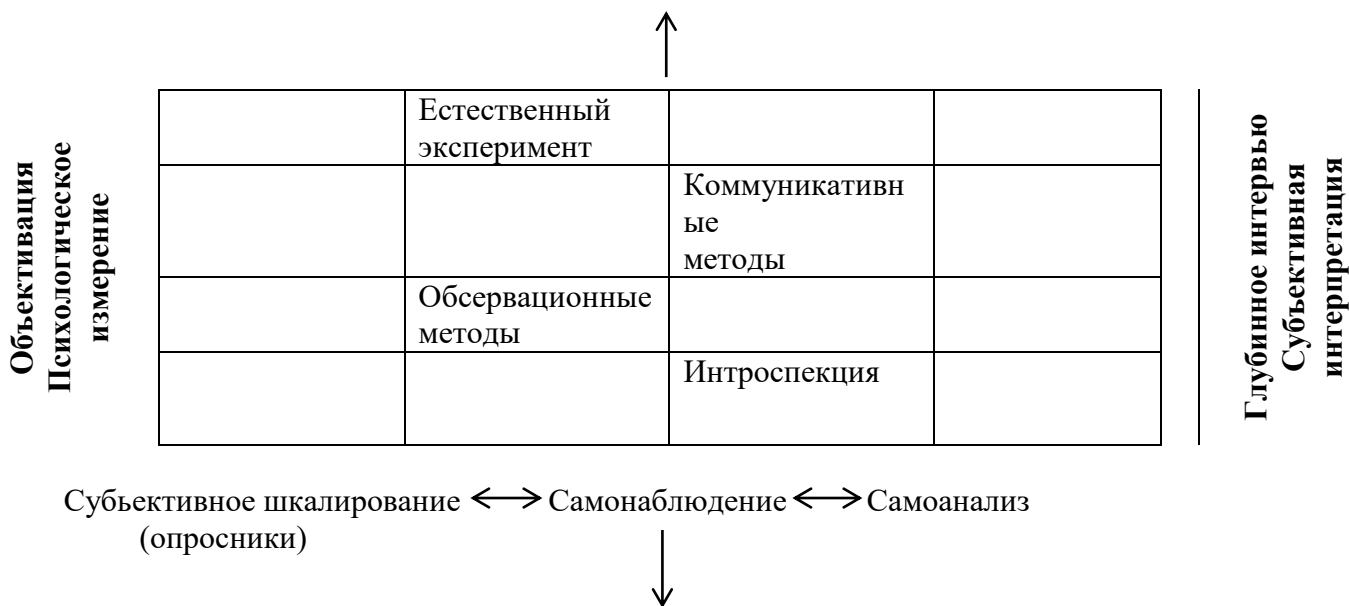 Объективация
Психологическое
измерение
Естественный
эксперимент
Коммуникативн
ые
методы
Обсервационные
методы
Интроспекция
Глубинное интервью
Субъективная
интерпретация
Субьективное шкалирование Самонаблюдение Самоанализ
(опросники)